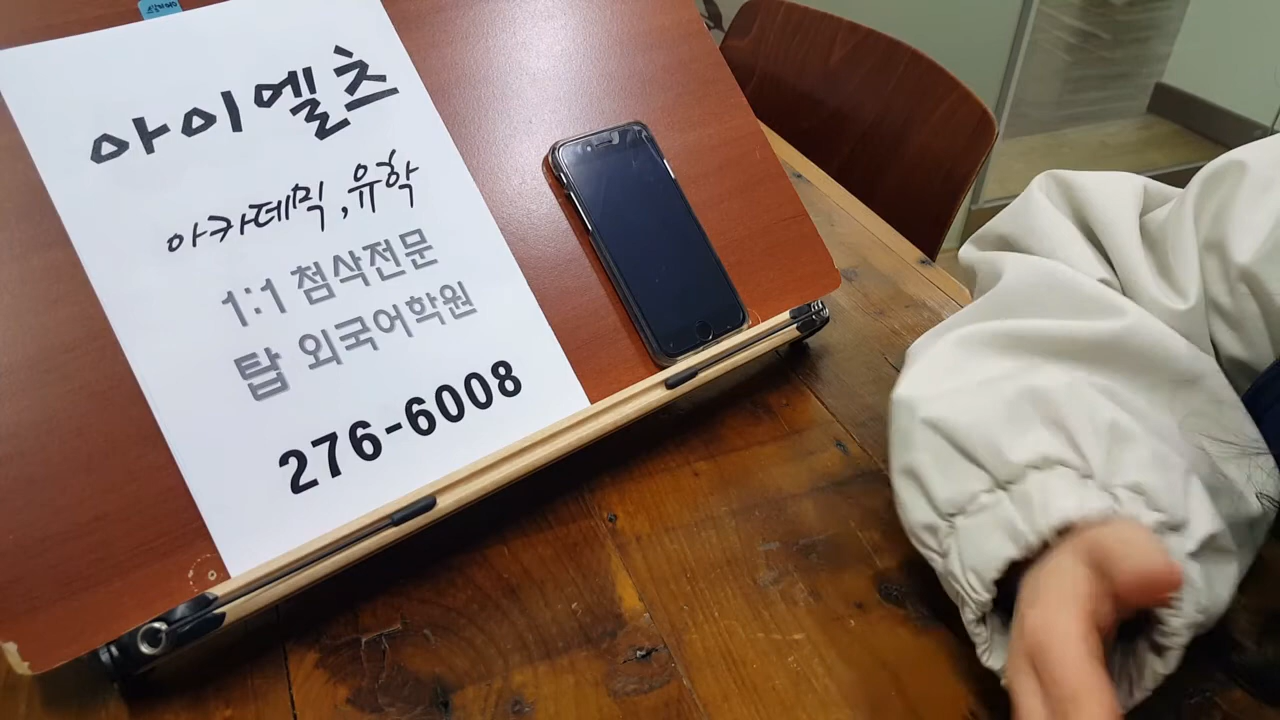 아이엘츠
아카데믹, 유학
1:1 첨삭전문
탑 외국어학원
276-6008